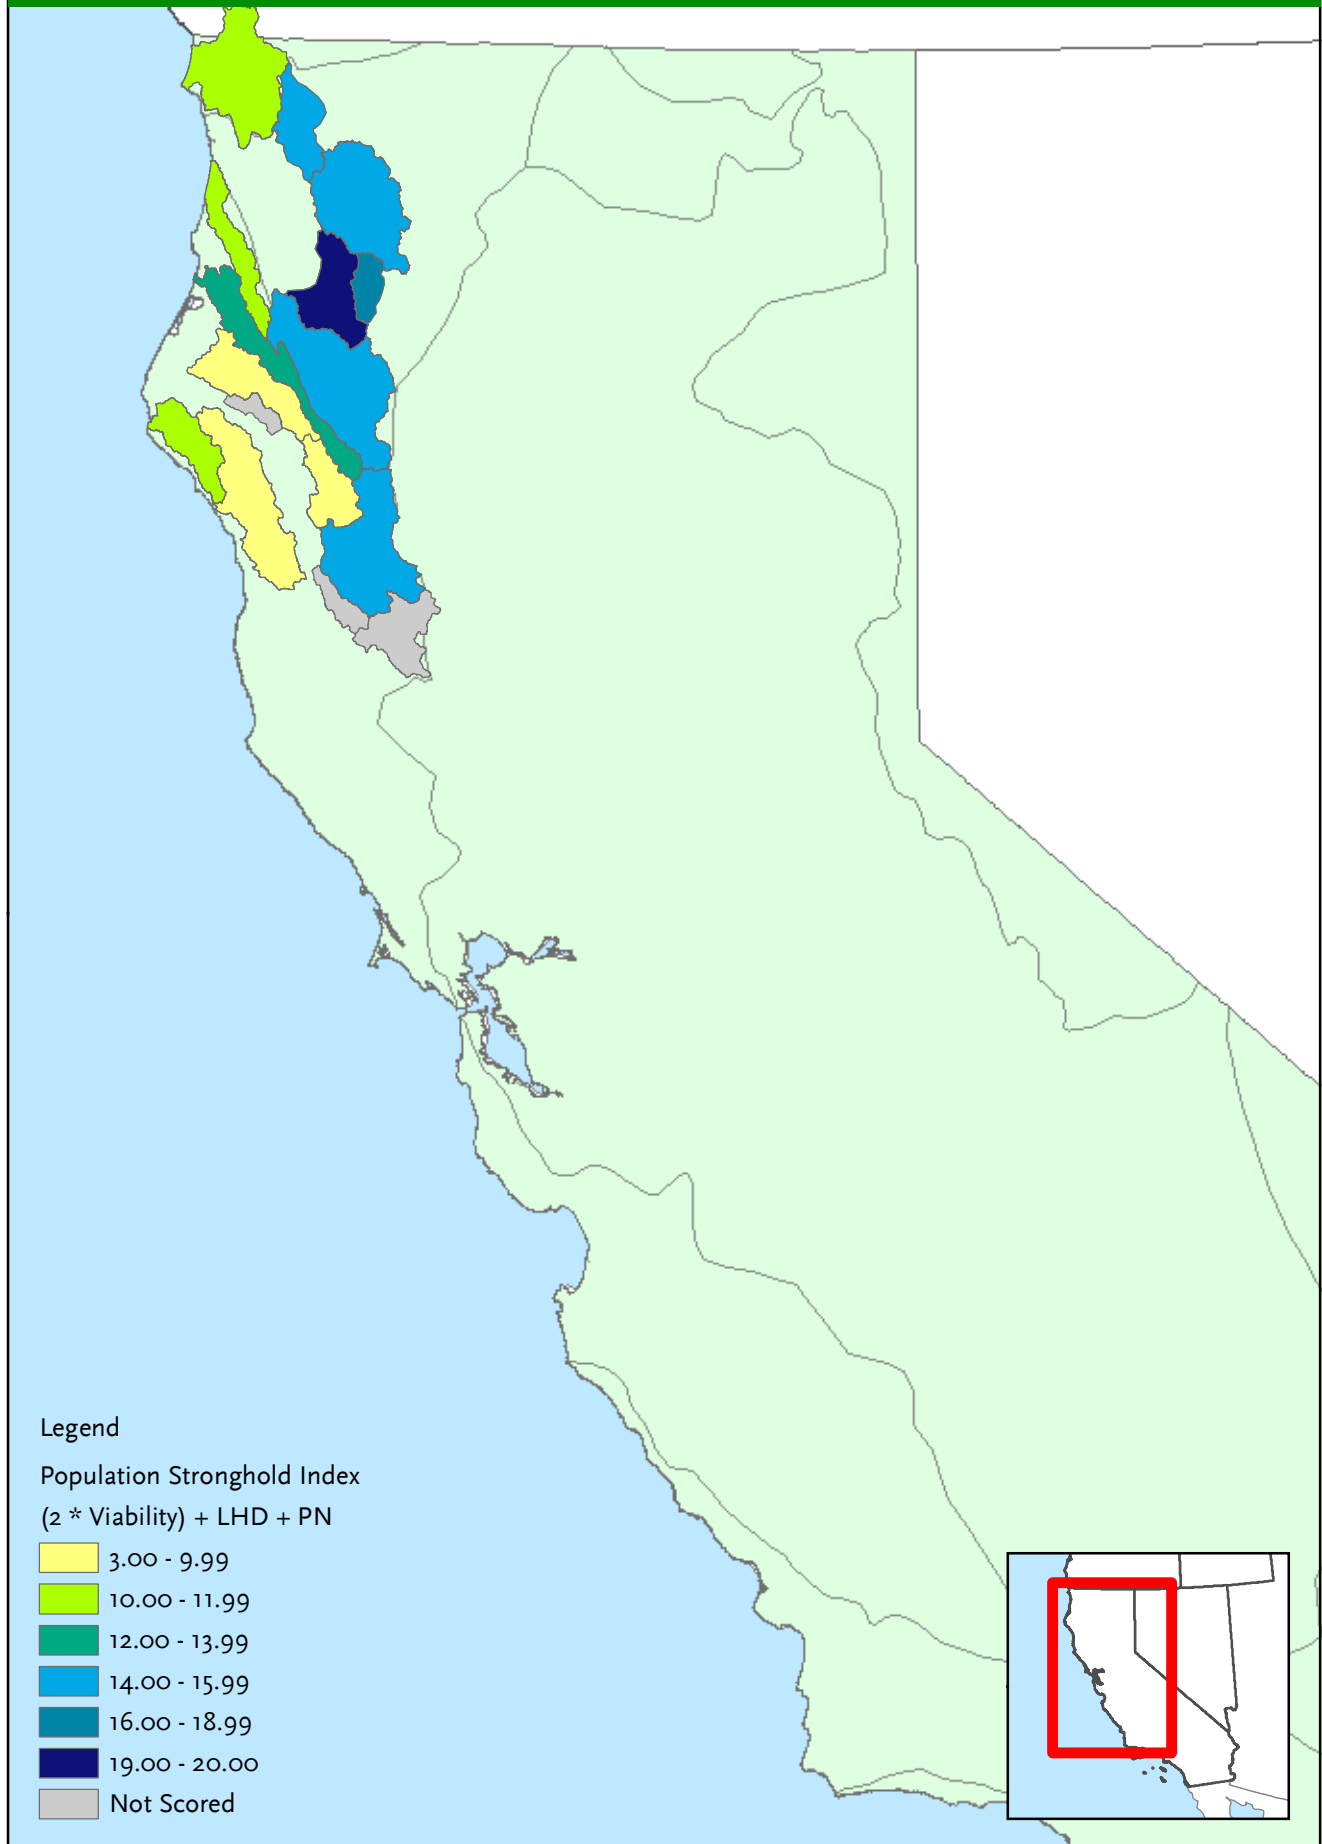 Legend
Population Stronghold Index
(2 * Viability) + LHD + PN
3.00 - 9.99
10.00 - 11.99
12.00 - 13.99
14.00 - 15.99
16.00 - 18.99
19.00 - 20.00
Not Scored